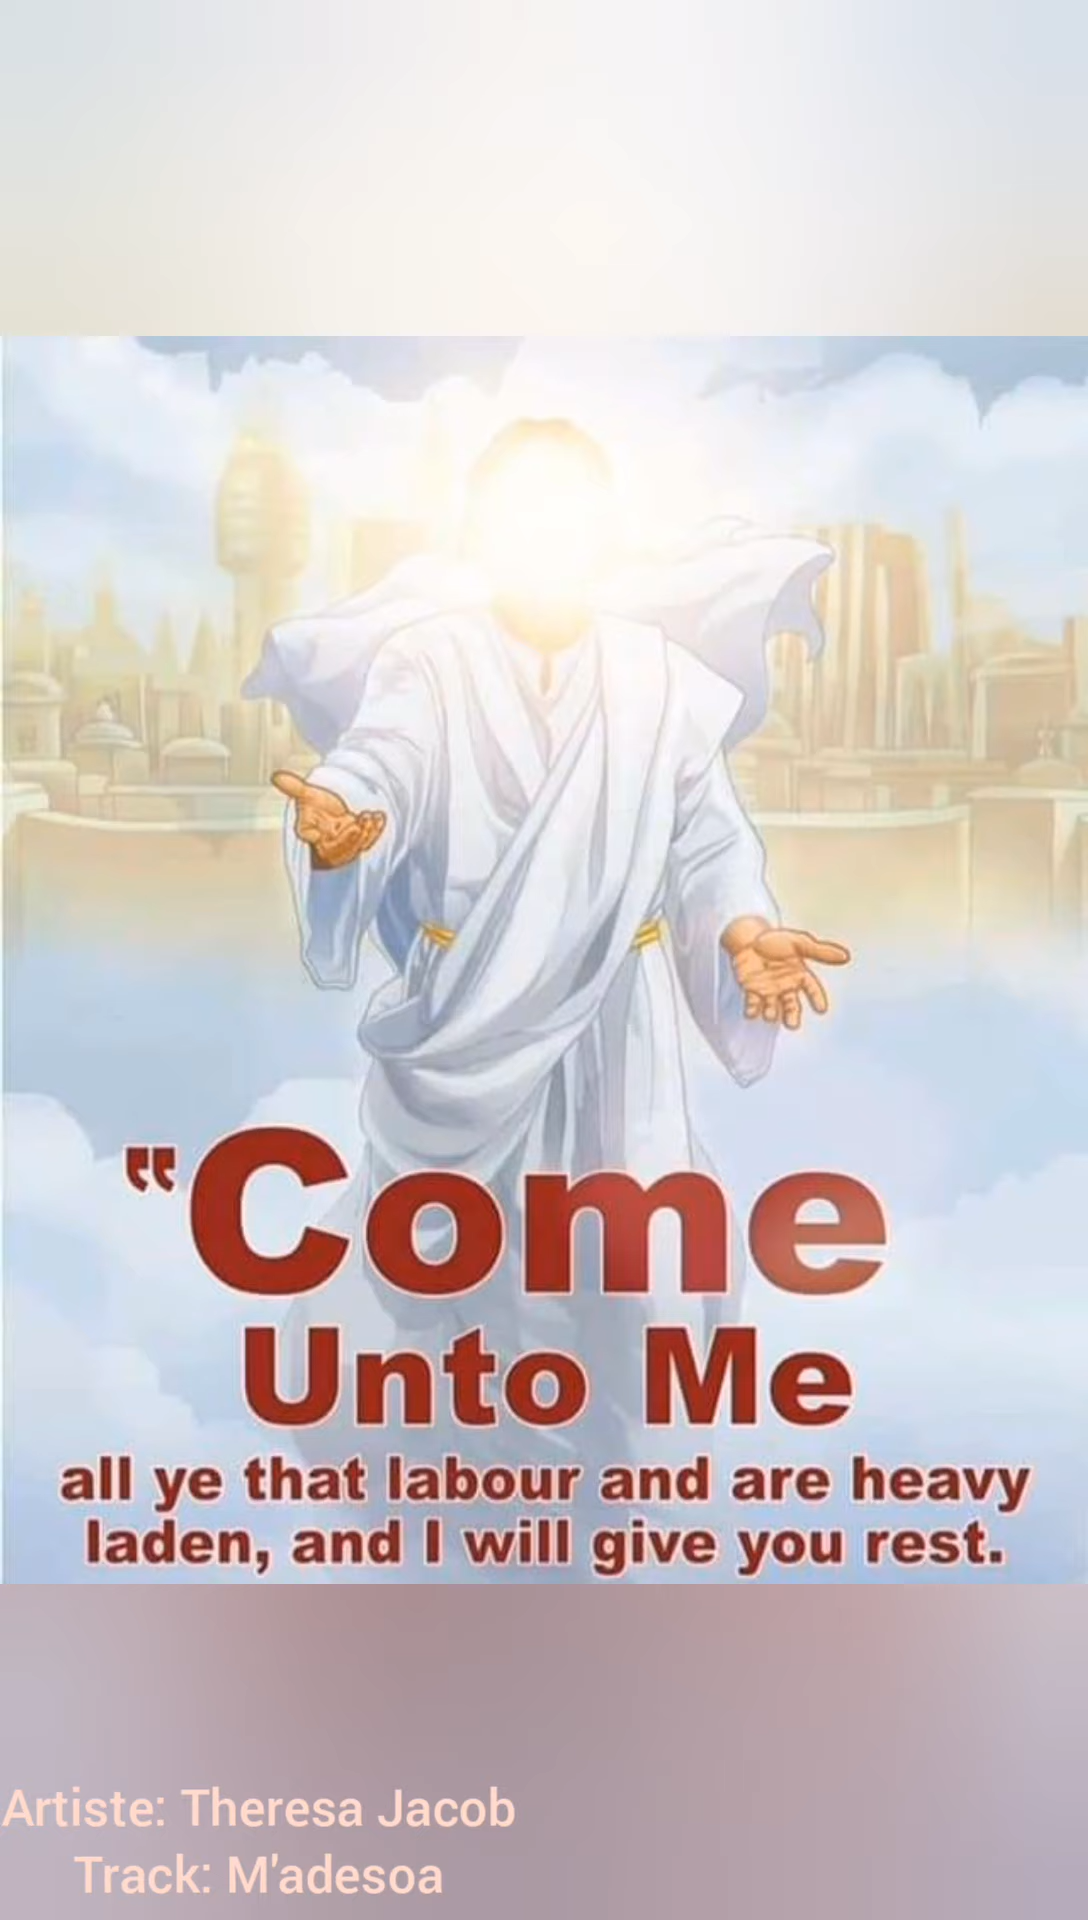 “Come
Unto Me
all ye that labour and are heavy
laden, and I will give you rest.
Artiste: Theresa Jacob
Track: M'adesoa